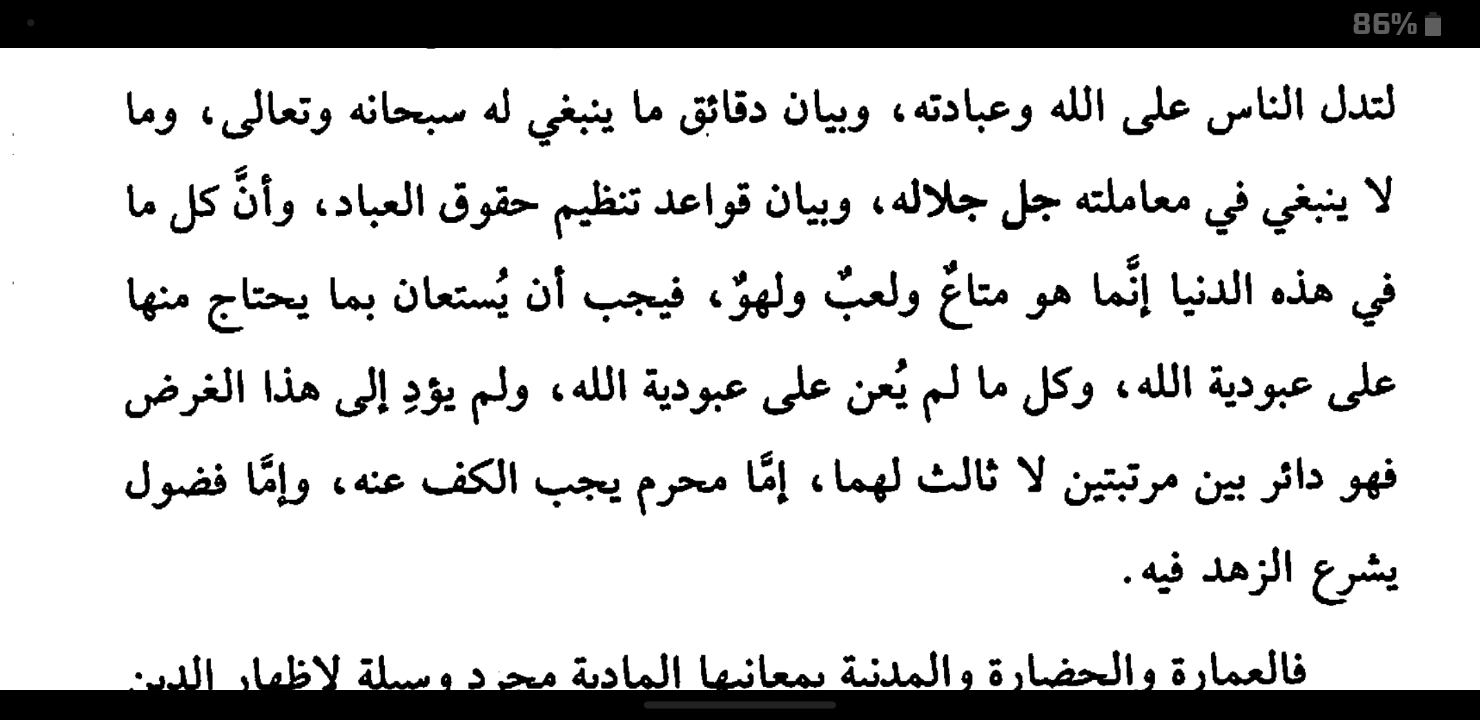 86%
لتدل الناس على الله وعبادته، وبيان دقائق ما ينبغي له سبحانه وتعالى، وما
لا ينبغي في معاملته جل جلاله، وبيان قواعد تنظيم حقوق العباد، وأنَّ كل ما
في هذه الدنيا إنَّما هو متاعٌ ولعبٌ ولهوٌ، فيجب أن يُستعان بما يحتاج منها
على عبودية الله، وكل ما لم يُعن على عبودية الله، ولم يؤدِ إلى هذا الغرض
فهو دائر بين مرتبتين لا ثالث لهما، إمَّا محرم يجب الكف عنه، وإمَّا فضول
يشرع الزهد فيه.
فالعمارة والحضارة والمدنية بمعانيها المادية مجرد وسيلة لإظهار الدين